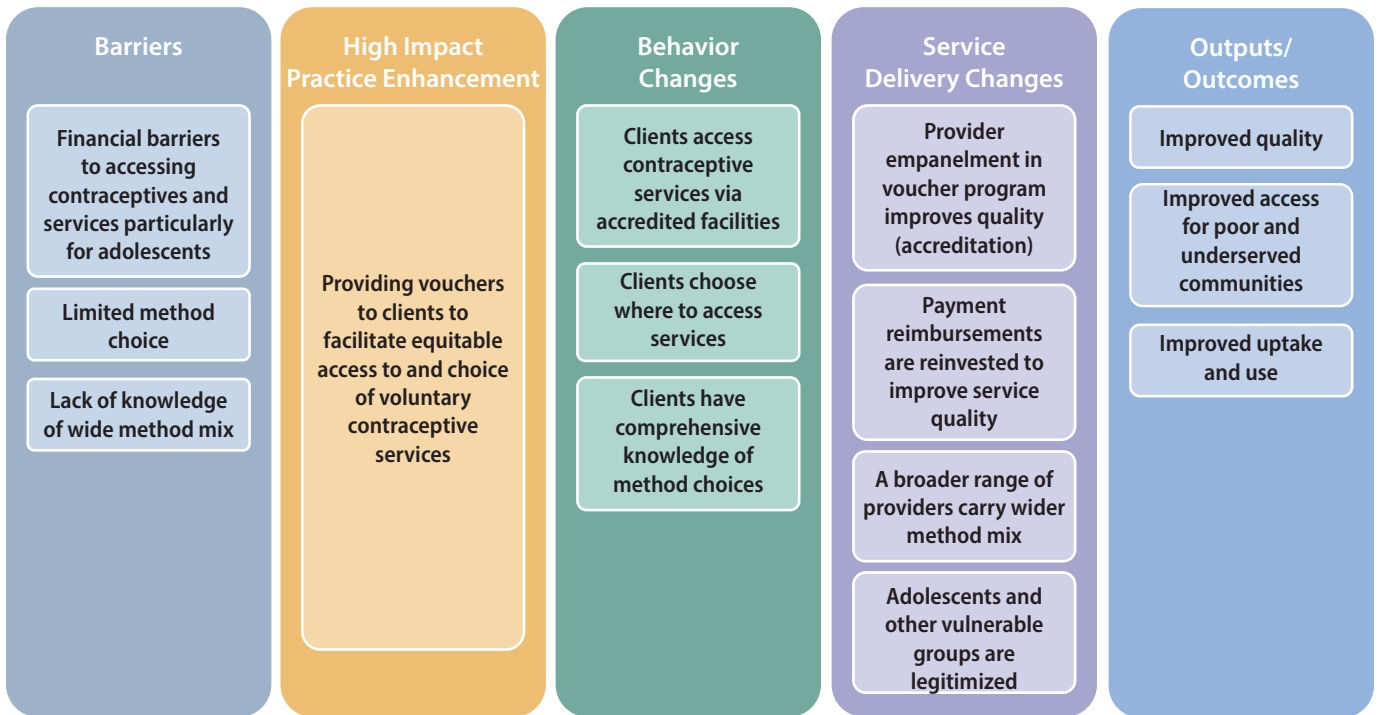 Barriers
Financial barriers
to accessing
contraceptives and
services particularly
for adolescents
Limited method
choice
Lack of knowledge
of wide method mix
High Impact
Practice Enhancement
Providing vouchers
to clients to
facilitate equitable
access to and choice
of voluntary
contraceptive
services
Behavior
Changes
Clients access
contraceptive
services via
accredited facilities
Clients choose
where to access
services
Clients have
comprehensive
knowledge of
method choices
Service
Delivery Changes
Provider
empanelment in
voucher program
improves quality
(accreditation)
Payment
reimbursements
are reinvested to
improve service
quality
A broader range of
providers carry wider
method mix
Adolescents and
other vulnerable
groups are
legitimized
Outputs/
Outcomes
Improved quality
Improved access
for poor and
underserved
communities
Improved uptake
and use